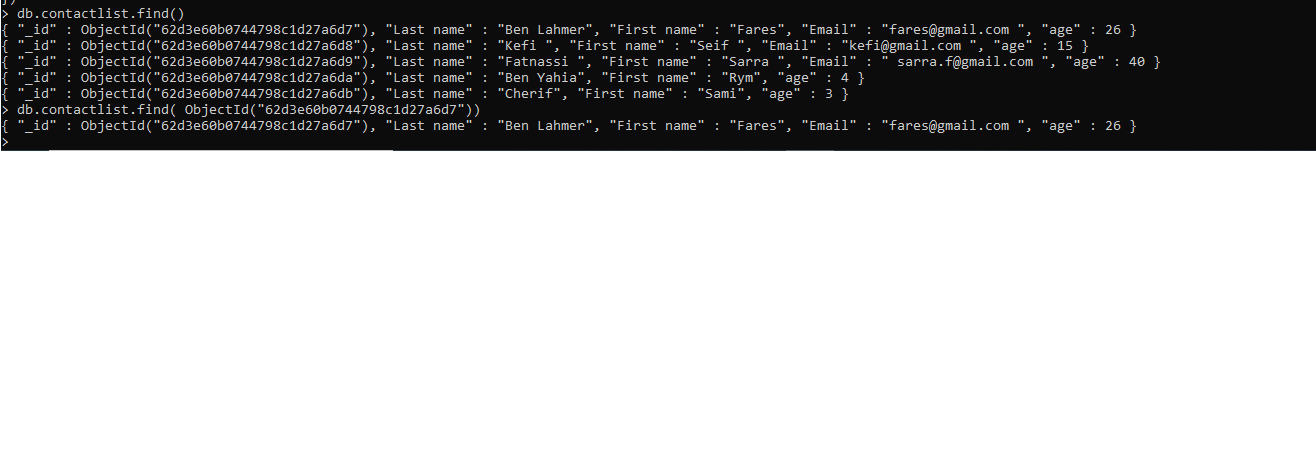 > db.contactlist.find()
{ "_id" : ObjectId("62d3e60b0744798c1d27a6d7"), "Last name" : "Ben Lahmer", "First name" : "Fares", "Email" : "fares@gmail.com ", "age" : 26 }
{ "_id" : ObjectId("62d3e60b0744798c1d27a6d8"), "Last name" : "Kefi ", "First name" : "Seif ", "Email" : "kefi@gmail.com ", "age" : 15 }
{ "_id" : ObjectId("62d3e60b0744798c1d27a6d9"), "Last name" : "Fatnassi ", "First name" : "Sarra ", "Email" : " sarra.f@gmail.com ", "age" : 40 }
{ "_id" : ObjectId("62d3e60b0744798c1d27a6da"), "Last name" : "Ben Yahia", "First name" : "Rym", "age" : 4 }
{ "_id" : ObjectId("62d3e60b0744798c1d27a6db"), "Last name" : "Cherif", "First name" : "Sami", "age" : 3 }
> db.contactlist.find( ObjectId("62d3e60b0744798c1d27a6d7"))
{ "_id" : ObjectId("62d3e60b0744798c1d27a6d7"), "Last name" : "Ben Lahmer", "First name" : "Fares", "Email" : "fares@gmail.com ", "age" : 26 }
>